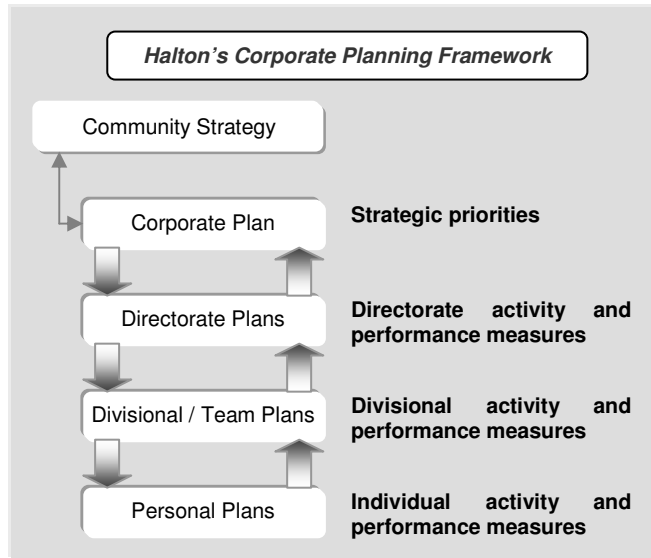 Halton's Corporate Planning Framework
Community Strategy
Corporate Plan
Strategic priorities
Directorate Plans
Directorate activity and
performance measures
Divisional / Team Plans
Divisional activity and
performance measures
Personal Plans
Individual activity and
performance measures